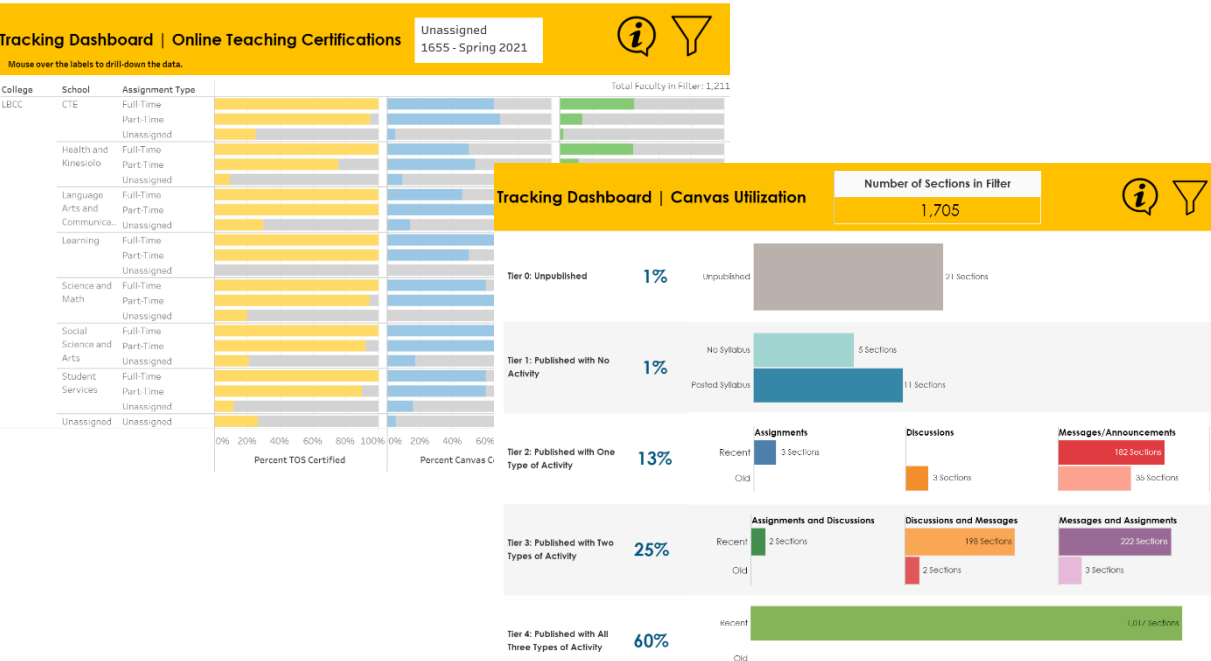 Tracking Dashboard | Online Teaching Certifications
Unassigned
1655 - Spring 2021
Mouse over the labels to drill-down the data.
Total Faculty in Filter: 1,211
College School Assignment Type
LBCC CTE Full-Time
Part-Time
Unassigned
Health and Kinesiolo Full-Time
Part-Time
Unassigned
Language Arts and Communica.. Full-Time
Part-Time
Unassigned
Learning Full-Time
Part-Time
Unassigned
Science and Math Full-Time
Part-Time
Unassigned
Social Science and Arts Full-Time
Part-Time
Unassigned
Student Services Full-Time
Part-Time
Unassigned
Unassigned Unassigned
0% 20% 40% 60% 80% 100% 0% 20% 40% 60%
Percent TOS Certified Percent Canvas C
Tracking Dashboard | Canvas Utilization
Number of Sections in Filter
1,705
Tier 0: Unpublished 1% Unpublished 21 Sections
Tier 1: Published with No Activity 1%
No Syllabus 5 Sections
Posted Syllabus 11 Sections
Tier 2: Published with One Type of Activity 13%
Assignments Discussions Messages/Announcements
Recent 3 Sections 182 Sections
Old 3 Sections 35 Sections
Tier 3: Published with Two Types of Activity 25%
Assignments and Discussions Discussions and Messages Messages and Assignments
Recent 2 Sections 198 Sections 222 Sections
Old 2 Sections 3 Sections
Tier 4: Published with All Three Types of Activity 60%
Recent 1,017 Sections
Old